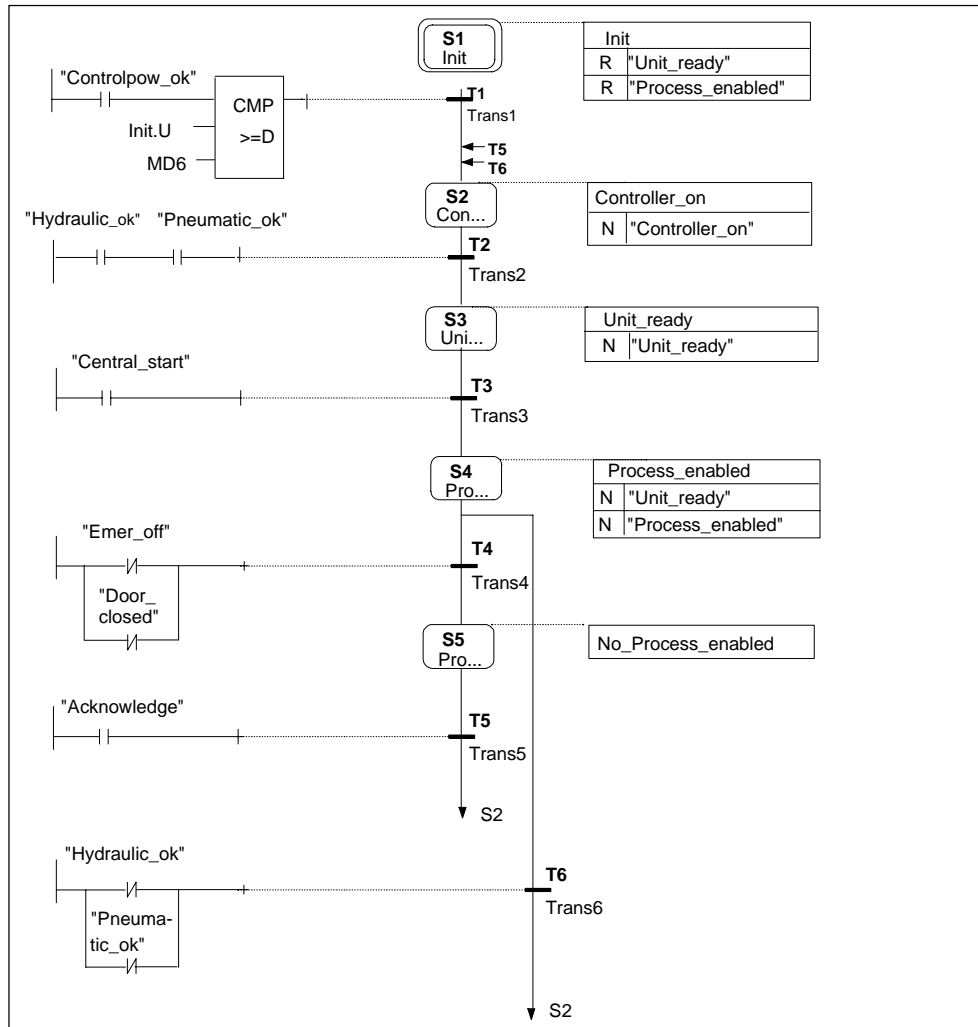 S1
Init
Init
R "Unit_ready"
R "Process_enabled"
"Controlpow_ok"
CMP
>=D
Init.U
MD6
T1
Trans1
T5
T6
S2
Con...
Controller_on
N "Controller_on"
"Hydraulic_ok" "Pneumatic_ok"
T2
Trans2
S3
Uni...
Unit_ready
N "Unit_ready"
"Central_start"
T3
Trans3
S4
Pro...
Process_enabled
N "Unit_ready"
N "Process_enabled"
"Emer_off"
"Door_
closed"
T4
Trans4
S5
Pro...
No_Process_enabled
"Acknowledge"
T5
Trans5
S2
"Hydraulic_ok"
"Pneuma-
tic_ok"
T6
Trans6
S2